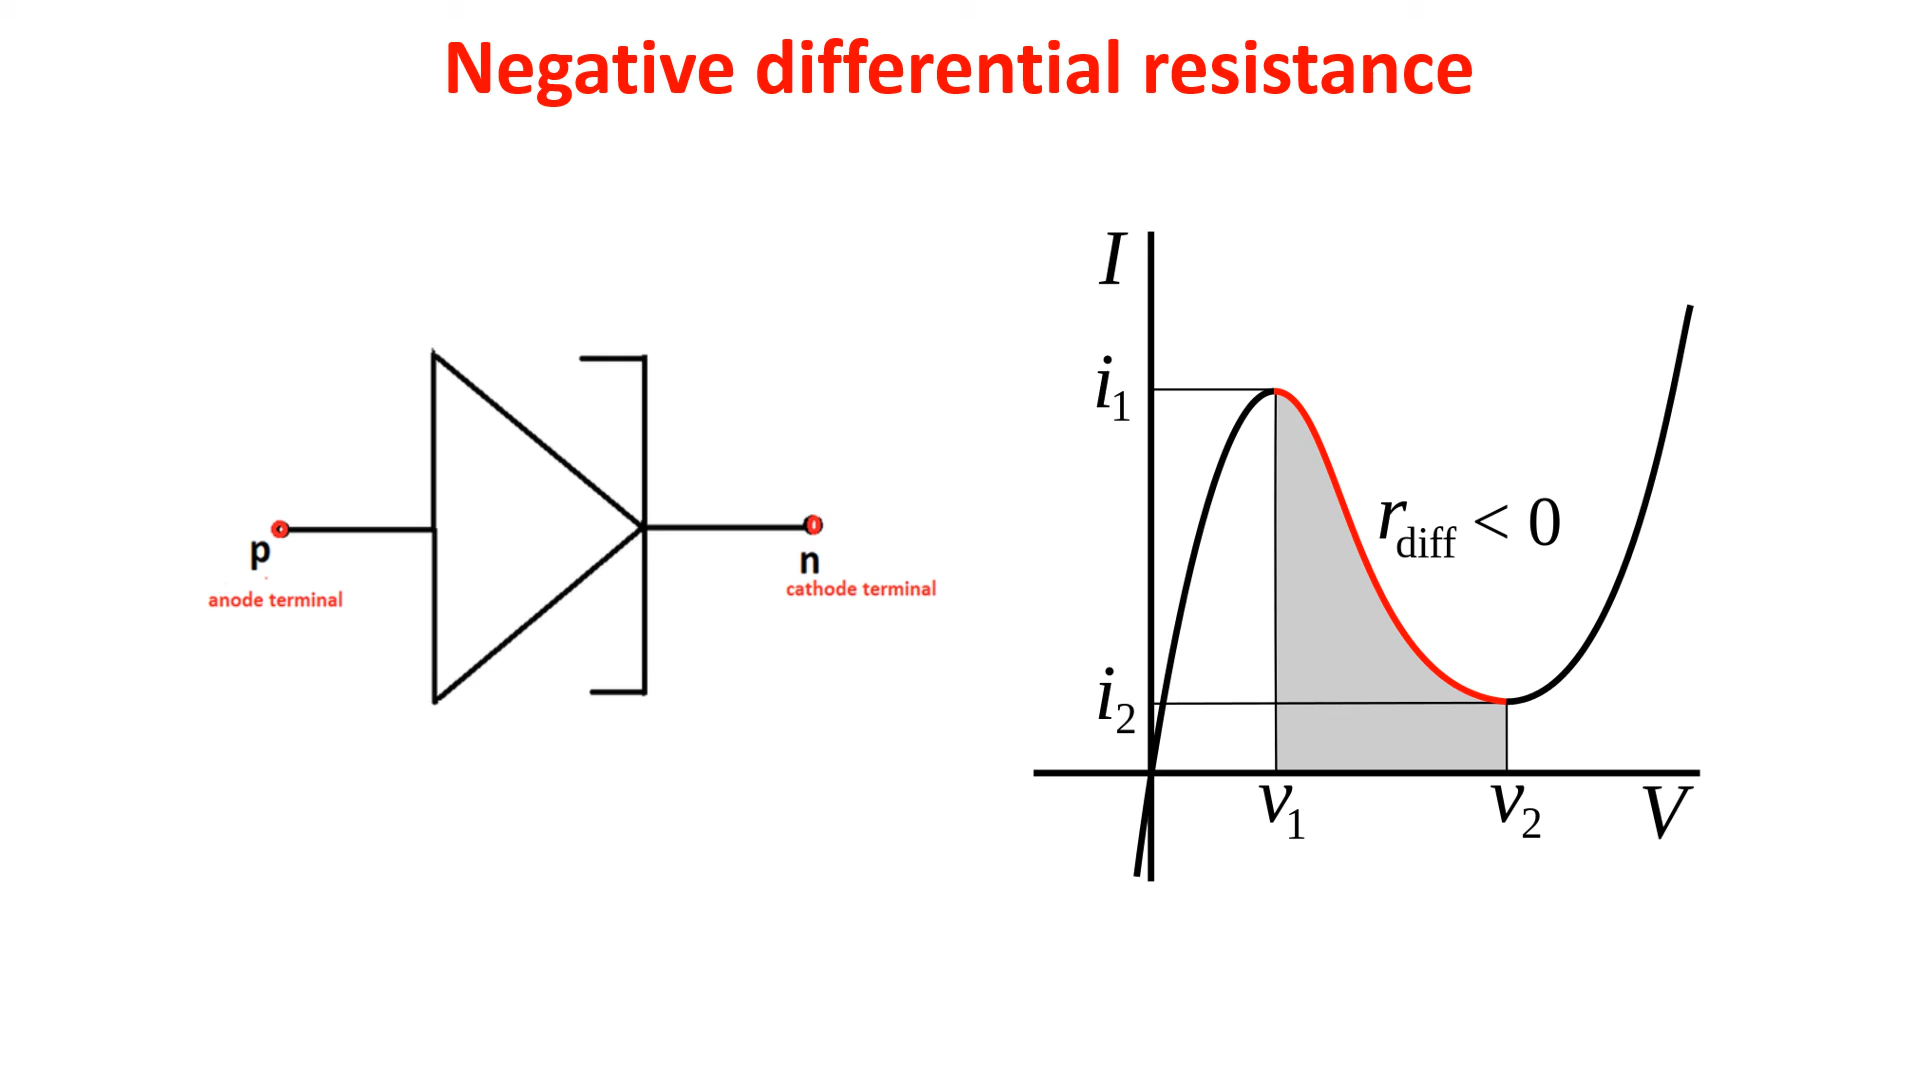 Negative differential resistance
p
anode terminal
n
cathode terminal
I
i1
rdiff < 0
i2
v1
v2
V